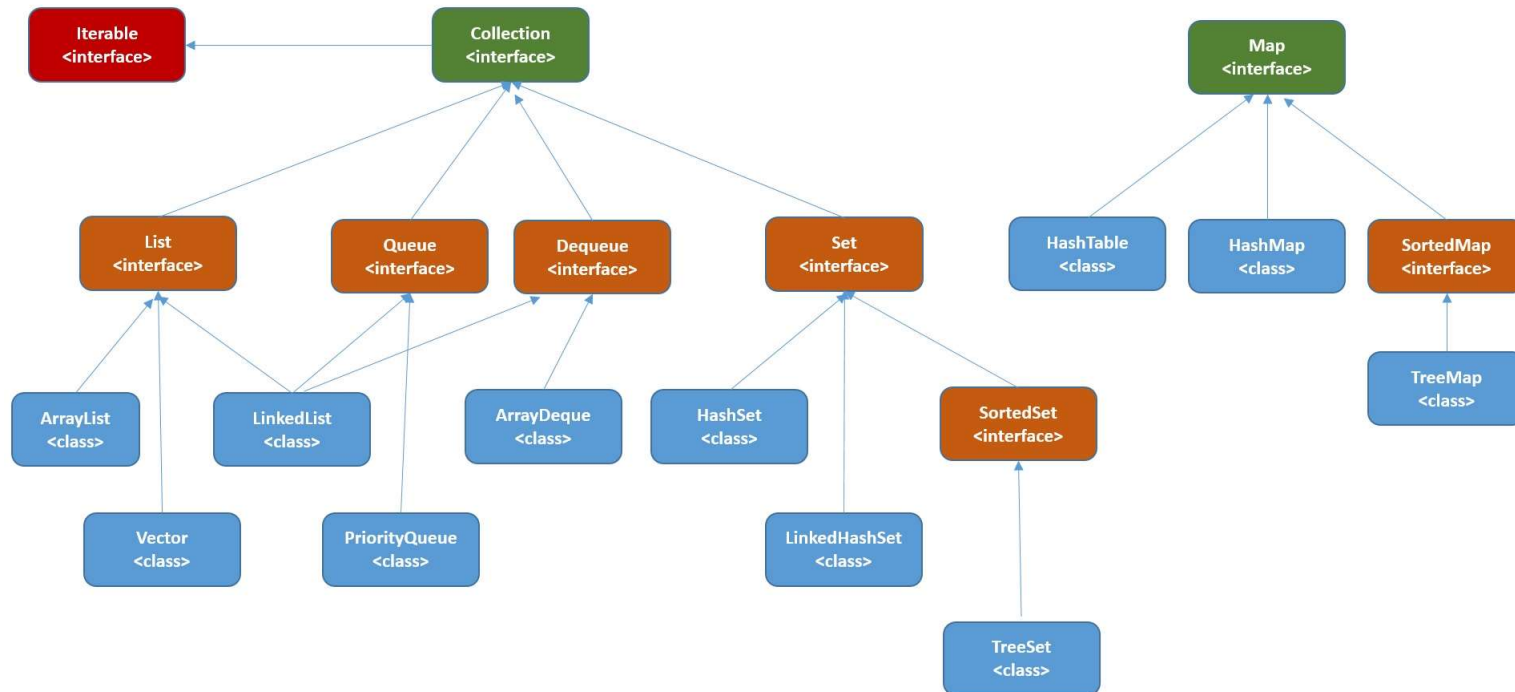 Iterable
<interface>
Collection
<interface>
Map
<interface>
List
<interface>
Queue
<interface>
Dequeue
<interface>
Set
<interface>
HashTable
<class>
HashMap
<class>
SortedMap
<interface>
ArrayList
<class>
LinkedList
<class>
ArrayDeque
<class>
HashSet
<class>
SortedSet
<interface>
TreeMap
<class>
Vector
<class>
PriorityQueue
<class>
LinkedHashSet
<class>
TreeSet
<class>